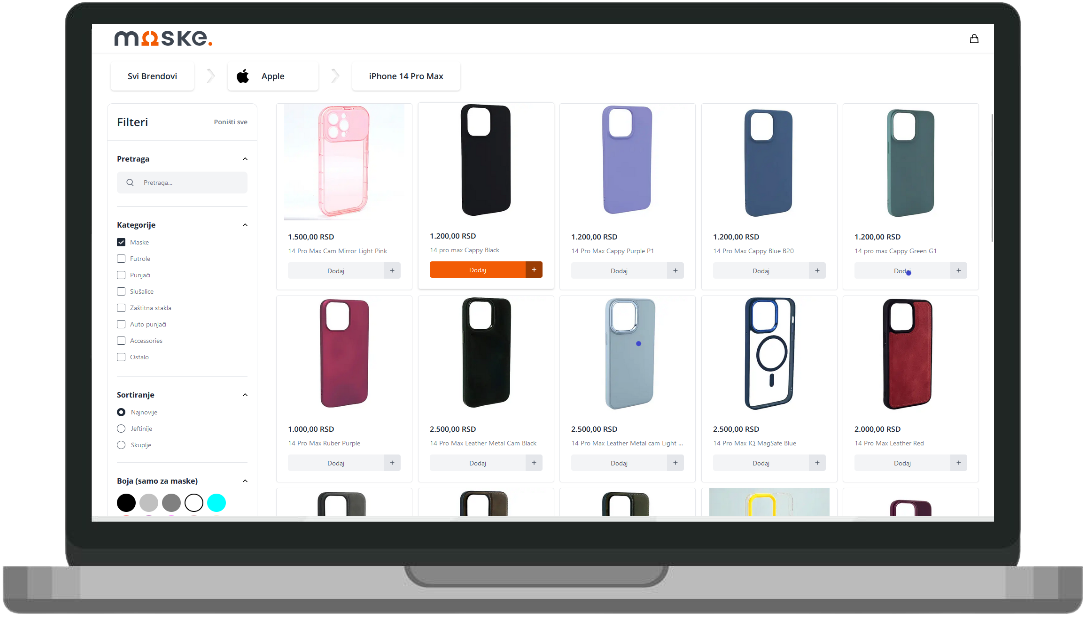 maske.
Svi Brendovi
Apple
iPhone 14 Pro Max
Filteri
Poništi sve
Pretraga
Pretraga...
Kategorije
Maske
Futrole
Punjači
Slušalice
Zaštitna stakla
Auto punjači
Accessories
Ostalo
Sortiranje
Najnovije
Jeftinije
Skuplje
Boja (samo za maske)
1.500,00 RSD
14 Pro Max Cam Mirror Light Pink
Dodaj +
1.200,00 RSD
14 pro max Cappy Black
Dodaj +
1.200,00 RSD
14 Pro Max Cappy Purple P1
Dodaj +
1.200,00 RSD
14 Pro Max Cappy Blue B20
Dodaj +
1.200,00 RSD
14 pro max Cappy Green G1
Dodaj +
1.000,00 RSD
14 Pro Max Ruber Purple
Dodaj +
2.500,00 RSD
14 Pro Max Leather Metal Cam Black
Dodaj +
2.500,00 RSD
14 Pro Max Leather Metal cam Light ...
Dodaj +
2.500,00 RSD
14 Pro Max IQ MagSafe Blue
Dodaj +
2.000,00 RSD
14 Pro Max Leather Red
Dodaj +